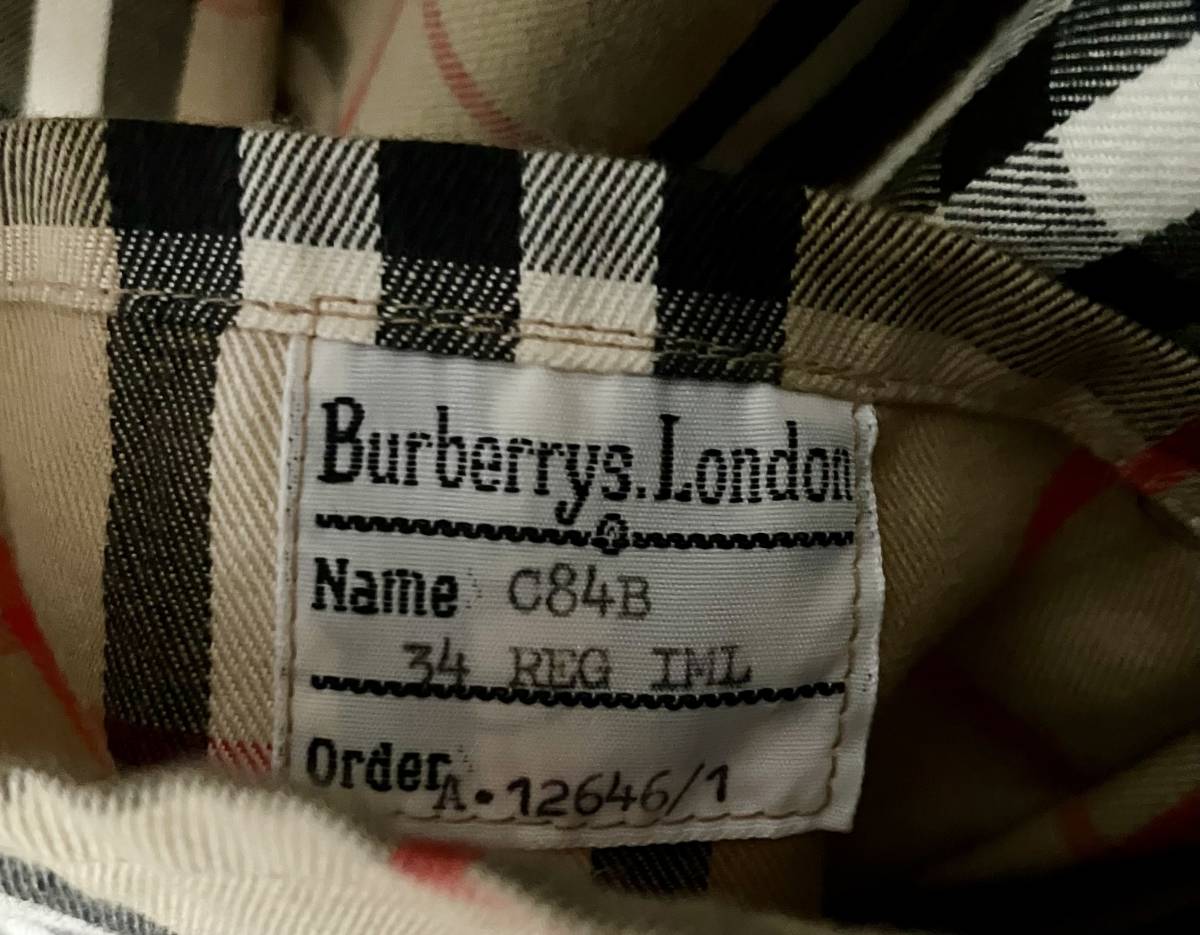 Burberrys.London
Name C84B
34 REG IML
Order A.12646/1